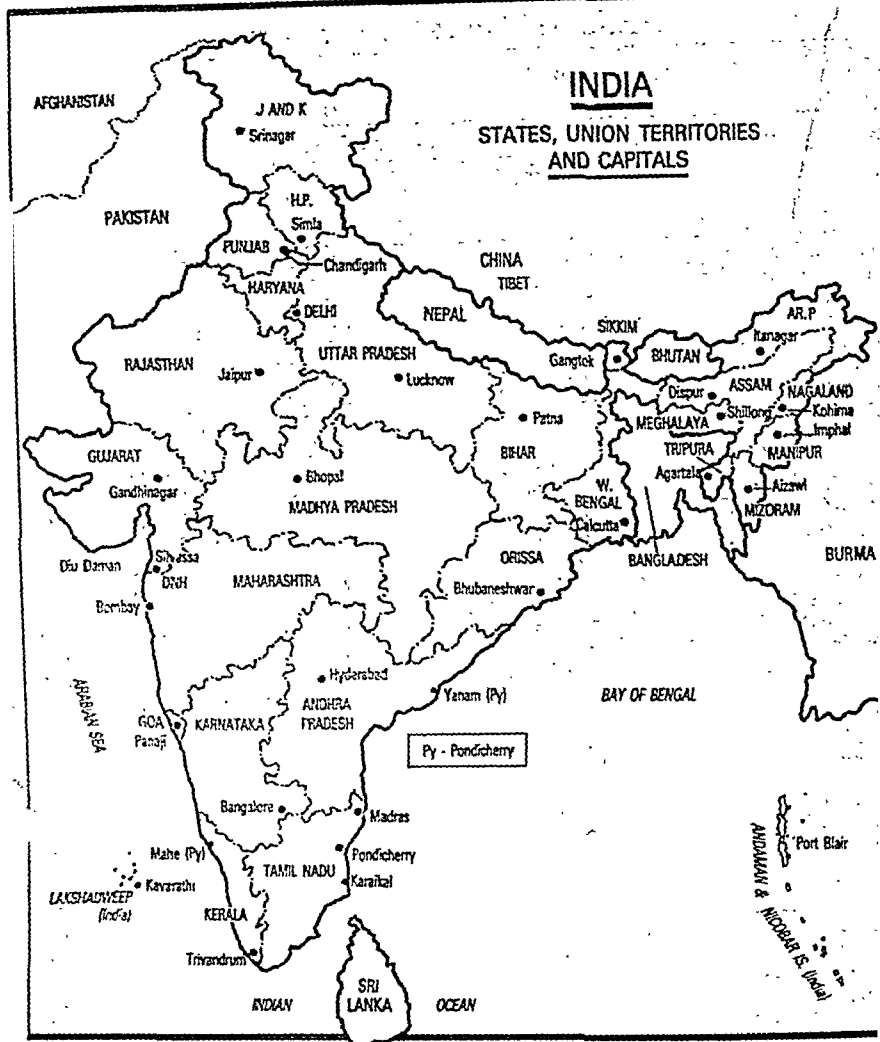 INDIA
STATES, UNION TERRITORIES
AND CAPITALS
AFGHANISTAN
J AND K
Srinagar
PAKISTAN
H.P.
Simla
PUNJAB
Chandigarh
HARYANA
DELHI
CHINA
TIBET
NEPAL
SIKKIM
AR.P
Itanagar
RAJASTHAN
UTTAR PRADESH
Gangtok
BHUTAN
Jaipur
Lucknow
Dispur
ASSAM
NAGALAND
Patna
MEGHALAYA
Shillong
Kohima
Imphal
GUJARAT
BIHAR
TRIPURA
MANIPUR
Gandhinagar
Bhopal
Agartala
Aizawl
MADHYA PRADESH
W.
BENGAL
MIZORAM
Calcutta
Silvassa
ORISSA
BANGLADESH
BURMA
Diu Daman
DNH
MAHARASHTRA
Bhubaneshwar
Bombay
Hyderabad
ARABIAN SEA
ANDHRA
PRADESH
Yanam (Py)
BAY OF BENGAL
GOA
Panaji
KARNATAKA
Py - Pondicherry
Bangalore
Madras
Mahe (Py)
Pondicherry
Port Blair
TAMIL NADU
Karaikal
Kavarathi
LAKSHADWEEP
(India)
ANDAMAN & NICOBAR IS. (India)
KERALA
Trivandrum
SRI
LANKA
INDIAN OCEAN